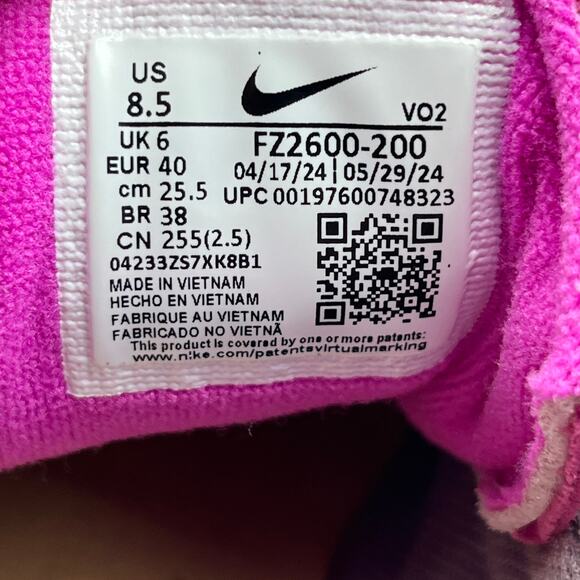 US
8.5
VO2
UK 6
FZ2600-200
EUR 40
04/17/24 | 05/29/24
cm 25.5
UPC 00197600748323
BR 38
CN 255(2.5)
04233ZS7XK8B1
MADE IN VIETNAM
HECHO EN VIETNAM
FABRIQUE AU VIETNAM
FABRICADO NO VIETNÃ
This product is covered by one or more patents:
www.nike.com/patentsvirtualmarking